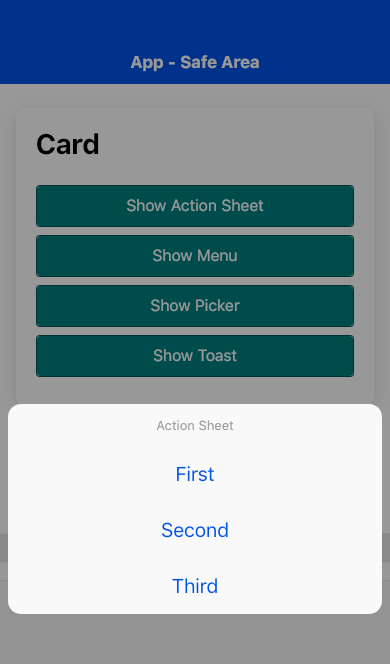 App - Safe Area
Card
Show Action Sheet
Show Menu
Show Picker
Show Toast
Action Sheet
First
Second
Third